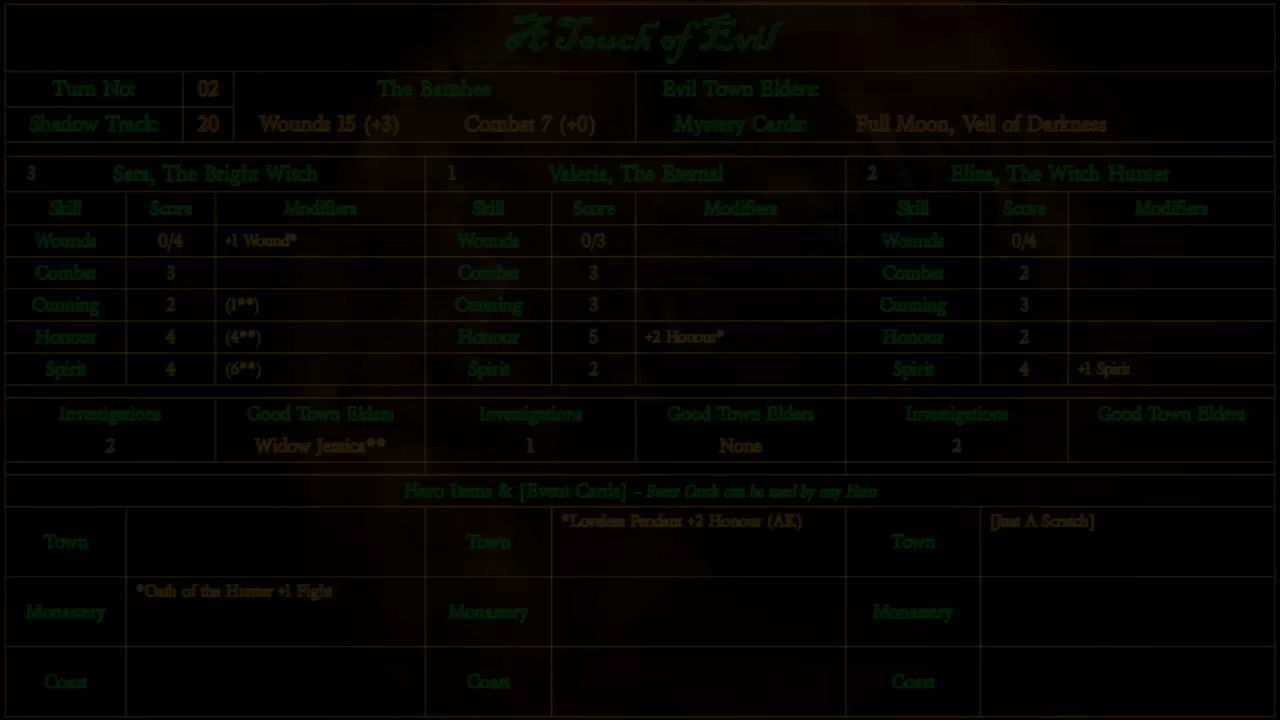 A Touch of Evil
Turn No: 02 The Banshee Evil Town Elders:
Shadow Track: 20 Wounds 15 (+3) Combat 7 (+0) Mystery Cards: Full Moon, Veil of Darkness
3 Sara, The Bright Witch 1 Valeria, The Eternal 2 Eliza, The Witch Hunter
Skill Score Modifiers Skill Score Modifiers Skill Score Modifiers
Wounds 0/4 +1 Wound* Wounds 0/3 Wounds 0/4
Combat 3 Combat 3 Combat 2
Cunning 2 (1**) Cunning 3 Cunning 3
Honour 4 (4**) Honour 5 +2 Honour* Honour 2
Spirit 4 (6**) Spirit 2 Spirit 4 +1 Spirit
Investigations Good Town Elders Investigations Good Town Elders Investigations Good Town Elders
2 Widow Jessica** 1 None 2
Hero Items & [Event Cards] – Event Cards can be used by any Hero
Town Town *Loveless Pendant +2 Honour (AK) Town [Just A Scratch]
Monastery *Oath of the Hunter +1 Fight Monastery Monastery
Coast Coast Coast